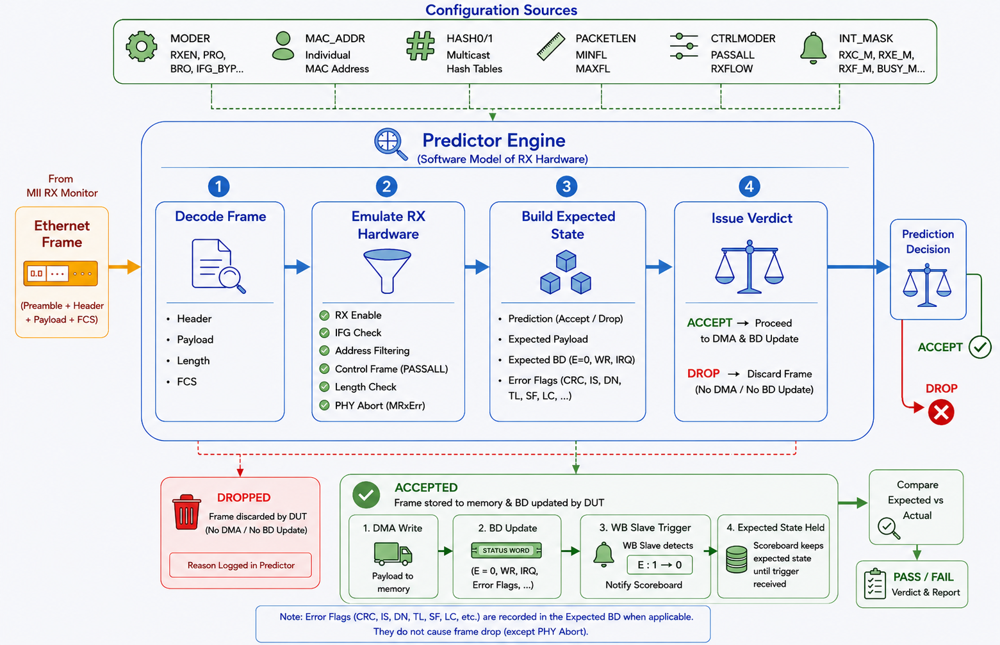 Configuration Sources
MODER
RXEN, PRO,
BRO, IFG_BYP...
MAC_ADDR
Individual
MAC Address
HASH0/1
Multicast
Hash Tables
PACKETLEN
MINFL
MAXFL
CTRLMODER
PASSALL
RXFLOW
INT_MASK
RXC_M, RXE_M,
RXF_M, BUSY_M...
Predictor Engine
(Software Model of RX Hardware)
From
MII RX Monitor
Ethernet
Frame
0.0
(Preamble + Header
+ Payload + FCS)
1
Decode Frame
• Header
• Payload
• Length
• FCS
2
Emulate RX
Hardware
RX Enable
IFG Check
Address Filtering
Control Frame (PASSALL)
Length Check
PHY Abort (MRxErr)
3
Build Expected
State
• Prediction (Accept / Drop)
• Expected Payload
• Expected BD (E=0, WR, IRQ)
• Error Flags (CRC, IS, DN,
TL, SF, LC, ...)
4
Issue Verdict
ACCEPT → Proceed
to DMA & BD Update
DROP → Discard Frame
(No DMA / No BD Update)
Prediction
Decision
ACCEPT
DROP
DROPPED
Frame discarded by DUT
(No DMA / No BD Update)
Reason Logged in Predictor
ACCEPTED
Frame stored to memory & BD updated by DUT
1. DMA Write
Payload to
memory
2. BD Update
STATUS WORD
(E = 0, WR, IRQ,
Error Flags, ...)
3. WB Slave Trigger
WB Slave detects
E : 1 → 0
Notify Scoreboard
4. Expected State Held
Scoreboard keeps
expected state
until trigger
received
Compare
Expected vs
Actual
PASS / FAIL
Verdict & Report
Note: Error Flags (CRC, IS, DN, TL, SF, LC, etc.) are recorded in the Expected BD when applicable.
They do not cause frame drop (except PHY Abort).